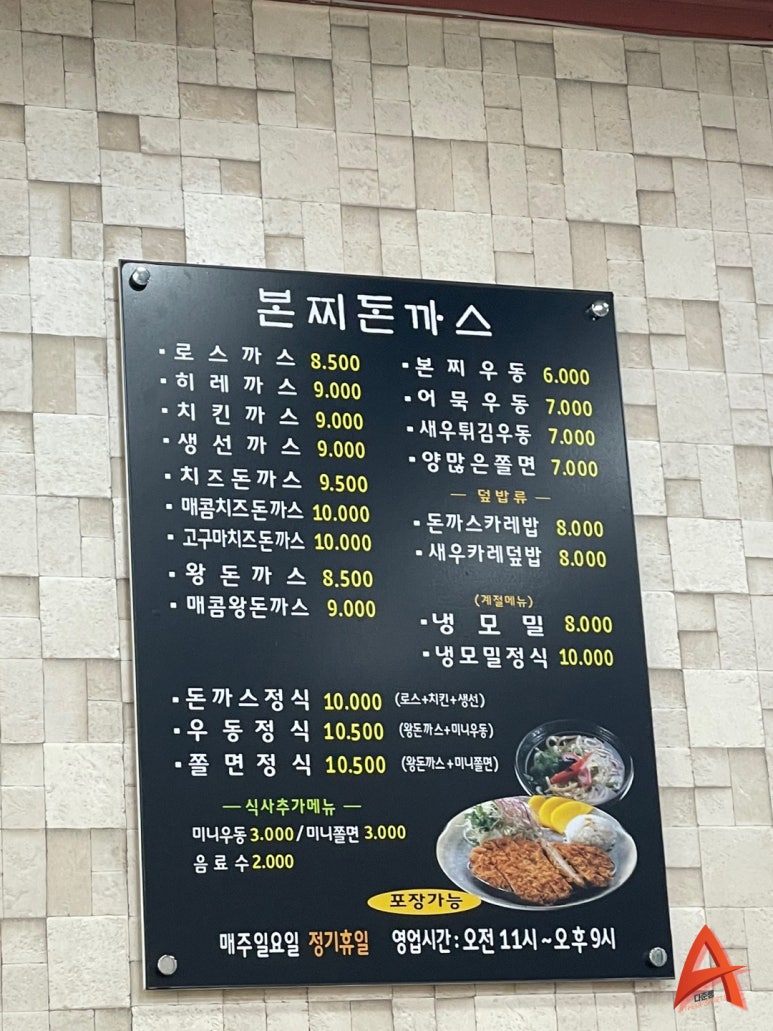 본찌돈까스
▪ 로스까스 8.500
▪ 히레까스 9.000
▪ 치킨까스 9.000
▪ 생선까스 9.000
▪ 치즈돈까스 9.500
▪ 매콤치즈돈까스 10.000
▪ 고구마치즈돈까스 10.000
▪ 왕돈까스 8.500
▪ 매콤왕돈까스 9.000
▪ 본찌우동 6.000
▪ 어묵우동 7.000
▪ 새우튀김우동 7.000
▪ 양많은쫄면 7.000
— 덮밥류 —
▪ 돈까스카레밥 8.000
▪ 새우카레덮밥 8.000
(계절메뉴)
▪ 냉모밀 8.000
▪ 냉모밀정식 10.000
▪ 돈까스정식 10.000 (로스+치킨+생선)
▪ 우동정식 10.500 (왕돈까스+미니우동)
▪ 쫄면정식 10.500 (왕돈까스+미니쫄면)
— 식사추가메뉴 —
미니우동 3.000 / 미니쫄면 3.000
음료수 2.000
포장가능
매주일요일 정기휴일 영업시간 : 오전 11시 ~ 오후 9시